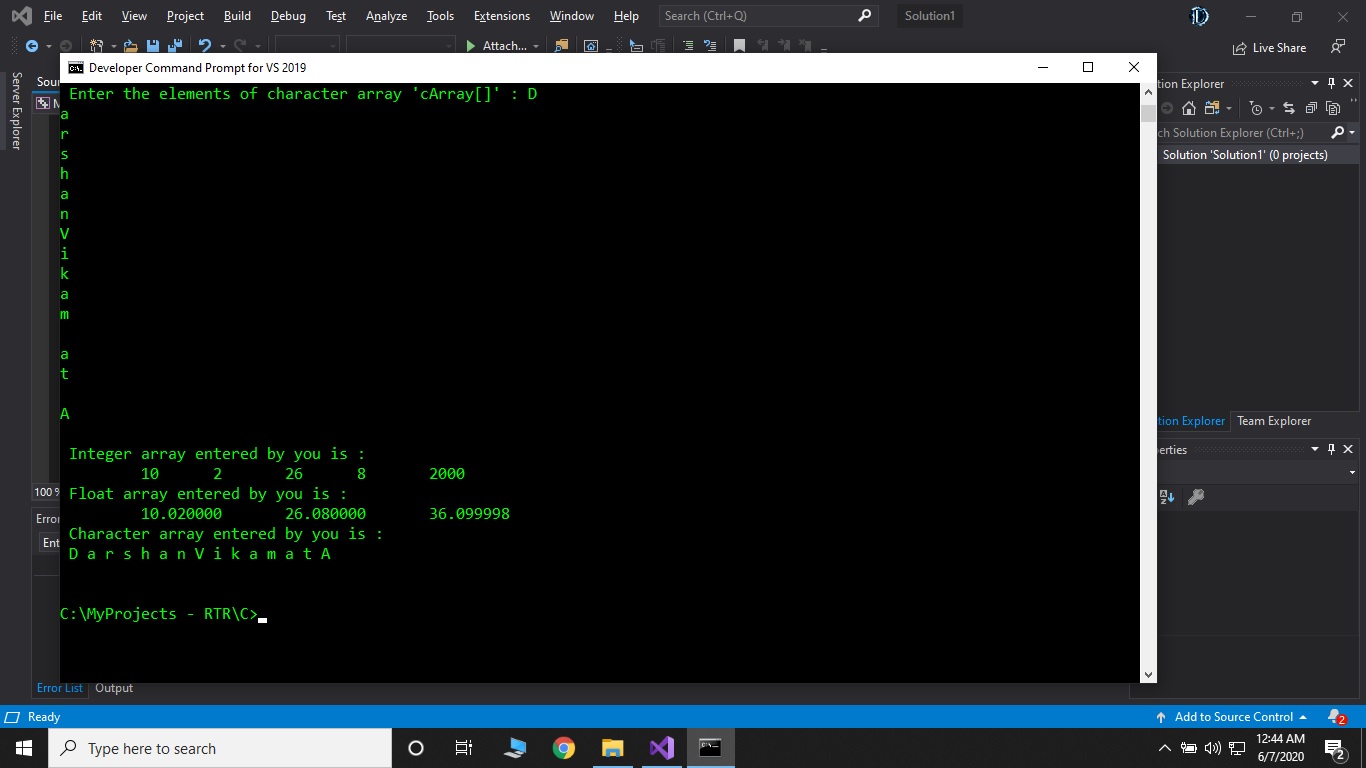 File Edit View Project Build Debug Test Analyze Tools Extensions Window Help Search (Ctrl+Q) Solution1
Attach... Live Share
Developer Command Prompt for VS 2019
Server Explorer
Sou
Enter the elements of character array 'cArray[]' : D
a
r
s
h
a
n
V
i
k
a
m
a
t
A
Integer array entered by you is :
10 2 26 8 2000
Float array entered by you is :
10.020000 26.080000 36.099998
Character array entered by you is :
D a r s h a n V i k a m a t A
C:\MyProjects - RTR\C>
100 %
Erro
Ent
Error List Output
tion Explorer
ch Solution Explorer (Ctrl+;)
Solution 'Solution1' (0 projects)
tion Explorer Team Explorer
erties
Ready Add to Source Control 2
Type here to search
12:44 AM
6/7/2020
2